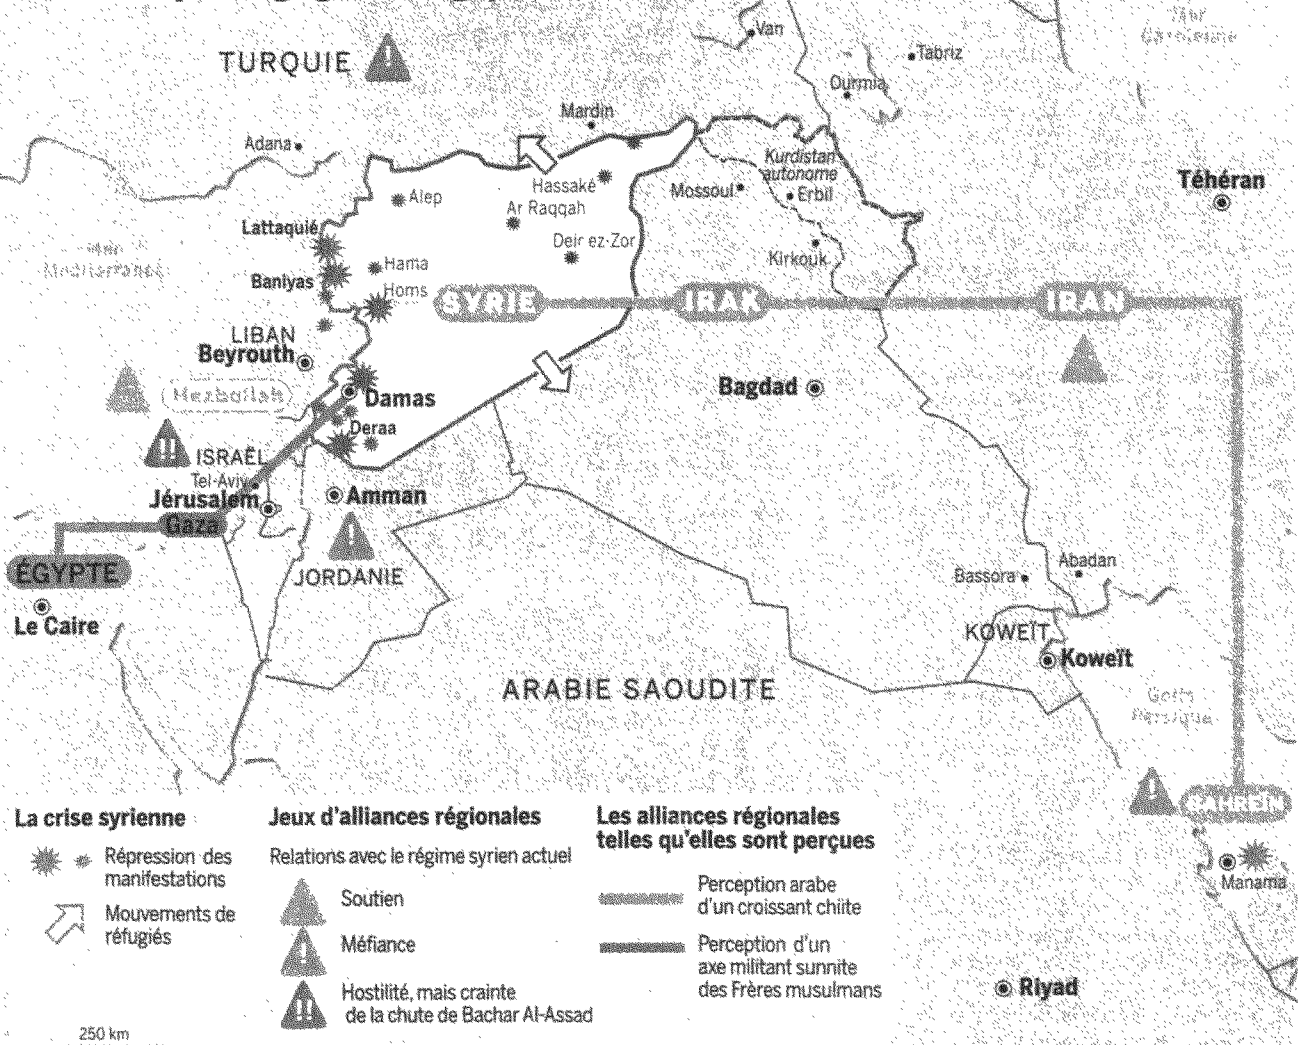 TURQUIE
Van
Tabriz
Ourmia
Mardin
Adana
Kurdistan
autonome
Téhéran
Hassaké
Mossoul
Erbil
Alep
Ar Raqqah
Lattaquié
Deir ez-Zor
Kirkouk
Mer
Méditerranée
Hama
Baniyas
Homs
SYRIE
IRAK
IRAN
LIBAN
Beyrouth
Hezbollah
Damas
Bagdad
Deraa
ISRAËL
Tel-Aviv
Jérusalem
Amman
Gaza
ÉGYPTE
JORDANIE
Le Caire
Bassora
Abadan
KOWEÏT
Koweït
ARABIE SAOUDITE
Golfe
Persique
BAHREÏN
Manama
Riyad
La crise syrienne
Répression des
manifestations
Mouvements de
réfugiés
250 km
Jeux d'alliances régionales
Relations avec le régime syrien actuel
Soutien
! Méfiance
!! Hostilité, mais crainte
de la chute de Bachar Al-Assad
Les alliances régionales
telles qu'elles sont perçues
Perception arabe
d'un croissant chiite
Perception d'un
axe militant sunnite
des Frères musulmans